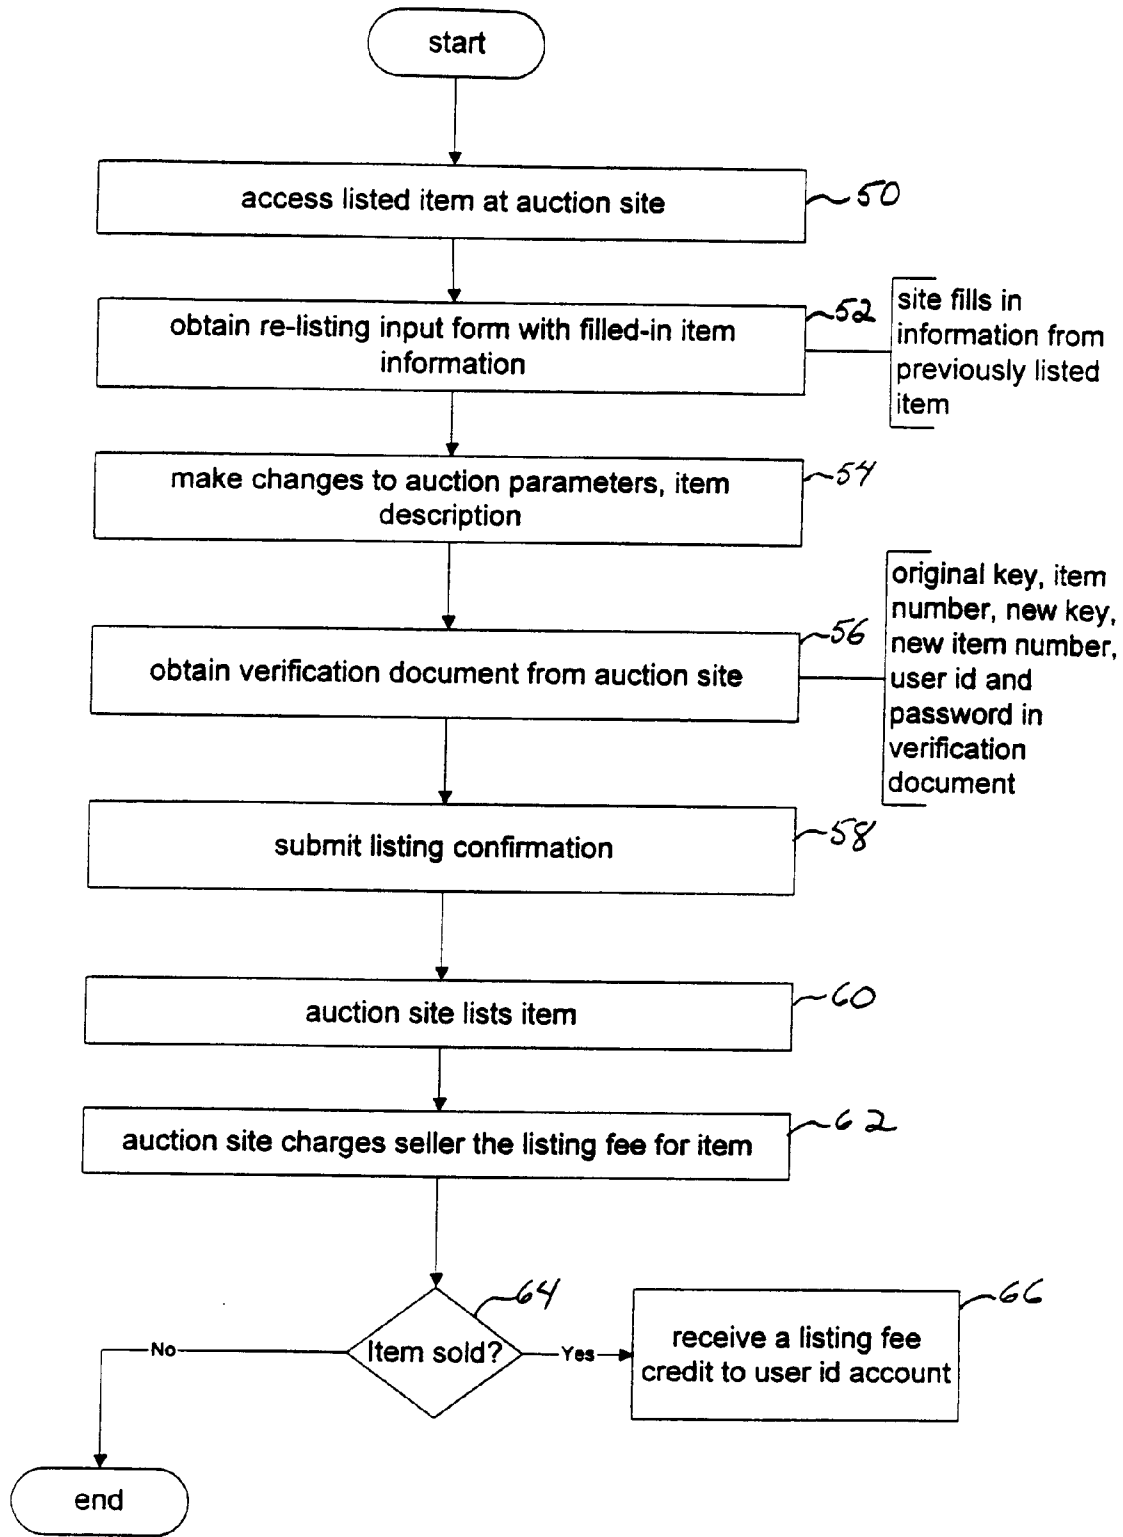 start
access listed item at auction site
50
obtain re-listing input form with filled-in item
information
52
site fills in
information from
previously listed
item
make changes to auction parameters, item
description
54
obtain verification document from auction site
56
original key, item
number, new key,
new item number,
user id and
password in
verification
document
submit listing confirmation
58
auction site lists item
60
auction site charges seller the listing fee for item
62
Item sold?
64
No
Yes
receive a listing fee
credit to user id account
66
end